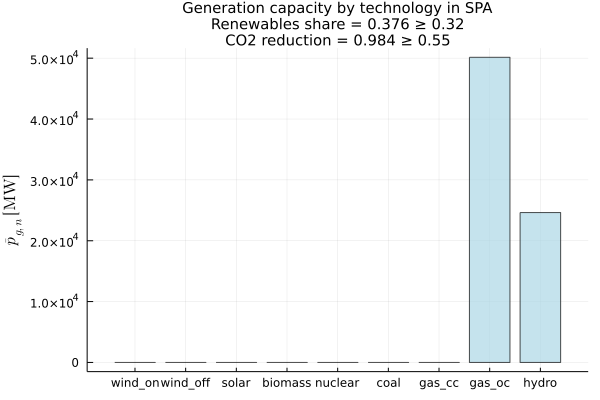 Generation capacity by technology in SPA
Renewables share = 0.376 ≥ 0.32
CO2 reduction = 0.984 ≥ 0.55
p̄_{g,n} [MW]
5.0×10⁴
4.0×10⁴
3.0×10⁴
2.0×10⁴
1.0×10⁴
0
wind_on wind_off solar biomass nuclear coal gas_cc gas_oc hydro